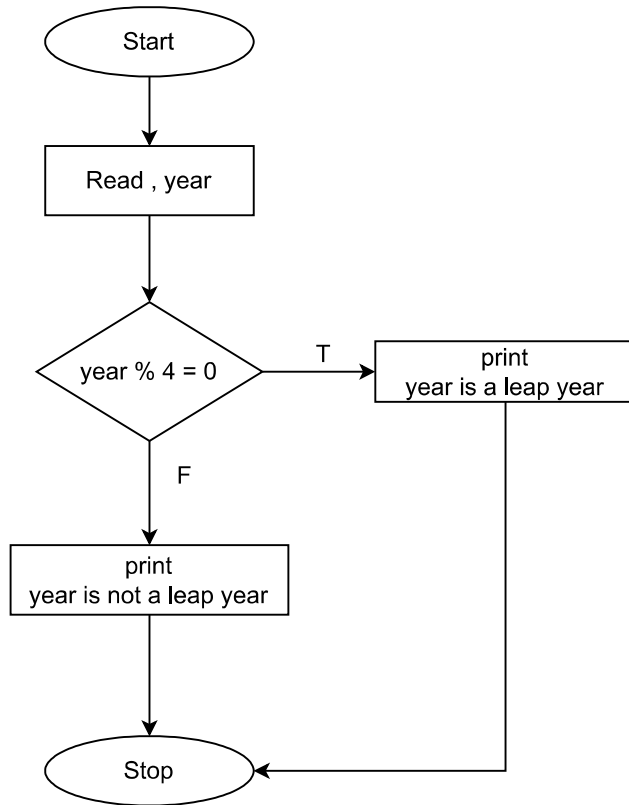 Start
Read , year
year % 4 = 0
T
print
year is a leap year
F
print
year is not a leap year
Stop